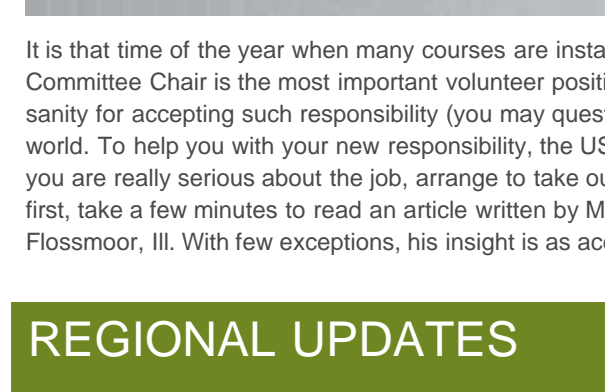 It is that time of the year when many courses are insta
Committee Chair is the most important volunteer positi
sanity for accepting such responsibility (you may quest
world. To help you with your new responsibility, the US
you are really serious about the job, arrange to take ou
first, take a few minutes to read an article written by M
Flossmoor, Ill. With few exceptions, his insight is as acc
REGIONAL UPDATES